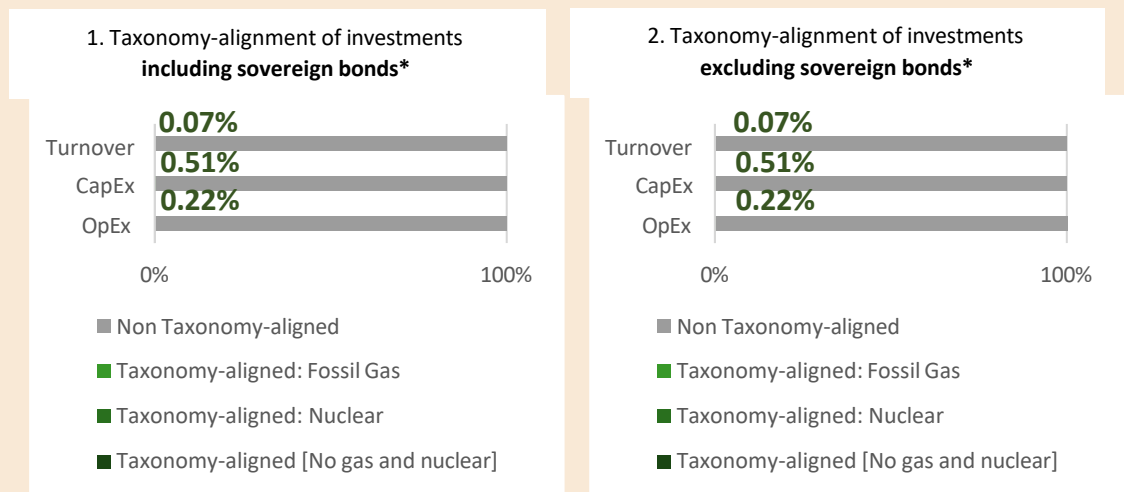 1. Taxonomy-alignment of investments
including sovereign bonds*
0.07%
Turnover
0.51%
CapEx
0.22%
OpEx
0%
100%
Non Taxonomy-aligned
Taxonomy-aligned: Fossil Gas
Taxonomy-aligned: Nuclear
Taxonomy-aligned [No gas and nuclear]
2. Taxonomy-alignment of investments
excluding sovereign bonds*
0.07%
Turnover
0.51%
CapEx
0.22%
OpEx
0%
100%
Non Taxonomy-aligned
Taxonomy-aligned: Fossil Gas
Taxonomy-aligned: Nuclear
Taxonomy-aligned [No gas and nuclear]